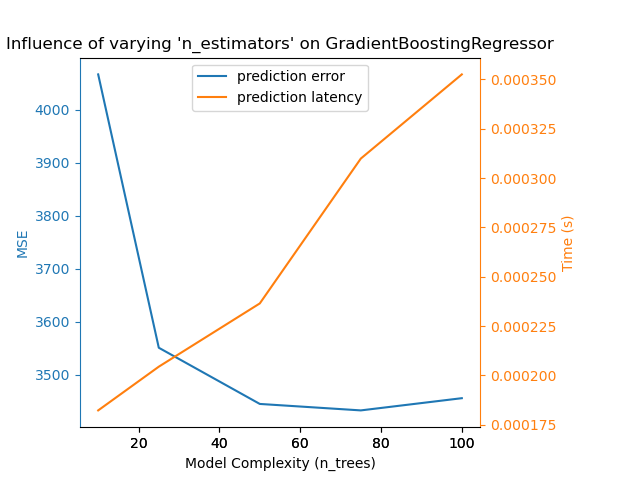 Influence of varying 'n_estimators' on GradientBoostingRegressor
prediction error
prediction latency
MSE
4000
3900
3800
3700
3600
3500
0.000350
0.000325
0.000300
0.000275
0.000250
0.000225
0.000200
0.000175
Time (s)
20 40 60 80 100
Model Complexity (n_trees)